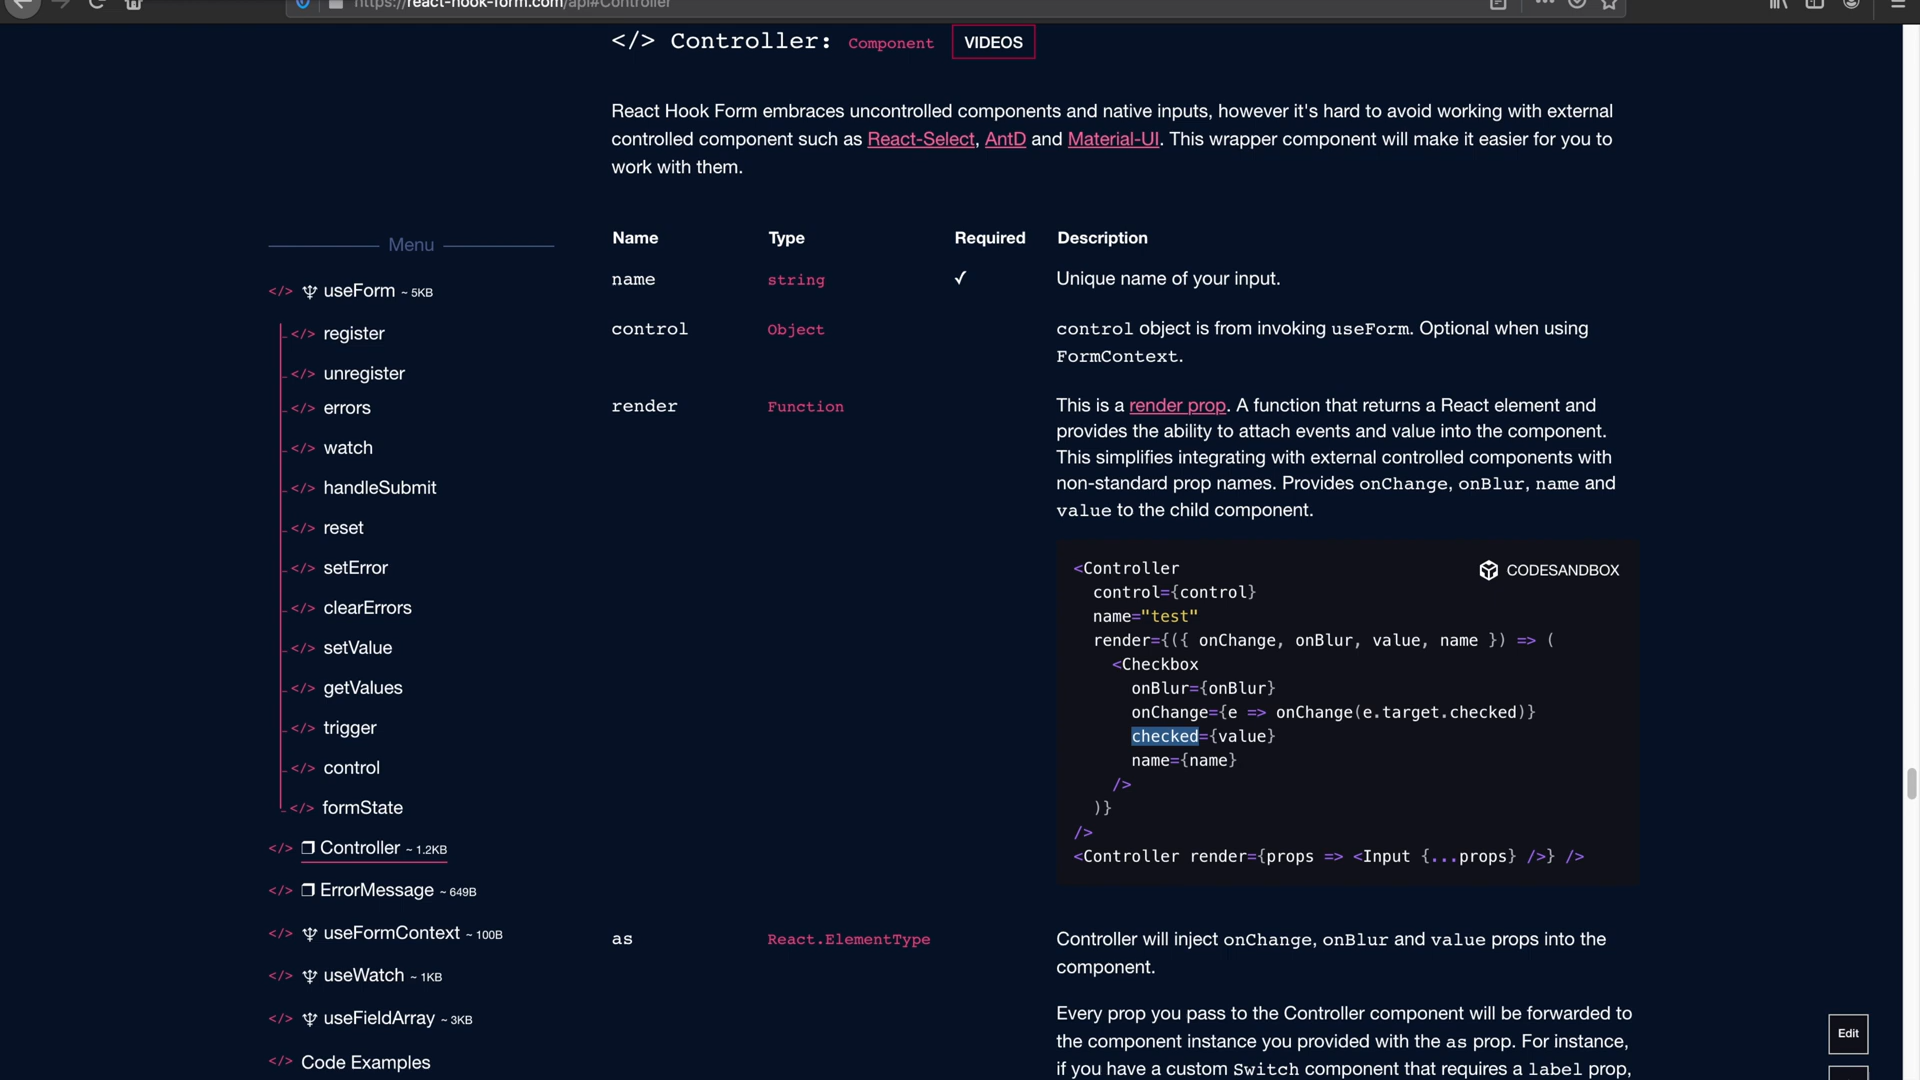 https://react-hook-form.com/api#Controller
</> Controller: Component VIDEOS
React Hook Form embraces uncontrolled components and native inputs, however it's hard to avoid working with external
controlled component such as React-Select, AntD and Material-UI. This wrapper component will make it easier for you to
work with them.
Menu
</> useForm ~ 5KB
</> register
</> unregister
</> errors
</> watch
</> handleSubmit
</> reset
</> setError
</> clearErrors
</> setValue
</> getValues
</> trigger
</> control
</> formState
</> Controller ~ 1.2KB
</> ErrorMessage ~ 649B
</> useFormContext ~ 100B
</> useWatch ~ 1KB
</> useFieldArray ~ 3KB
</> Code Examples
Name Type Required Description
name string ✓ Unique name of your input.
control Object control object is from invoking useForm. Optional when using
FormContext.
render Function This is a render prop. A function that returns a React element and
provides the ability to attach events and value into the component.
This simplifies integrating with external controlled components with
non-standard prop names. Provides onChange, onBlur, name and
value to the child component.
<Controller CODESANDBOX
control={control}
name="test"
render={({ onChange, onBlur, value, name }) => (
<Checkbox
onBlur={onBlur}
onChange={e => onChange(e.target.checked)}
checked={value}
name={name}
/>
)}
/>
<Controller render={props => <Input {...props} />} />
as React.ElementType Controller will inject onChange, onBlur and value props into the
component.
Every prop you pass to the Controller component will be forwarded to
the component instance you provided with the as prop. For instance,
if you have a custom Switch component that requires a label prop,
Edit